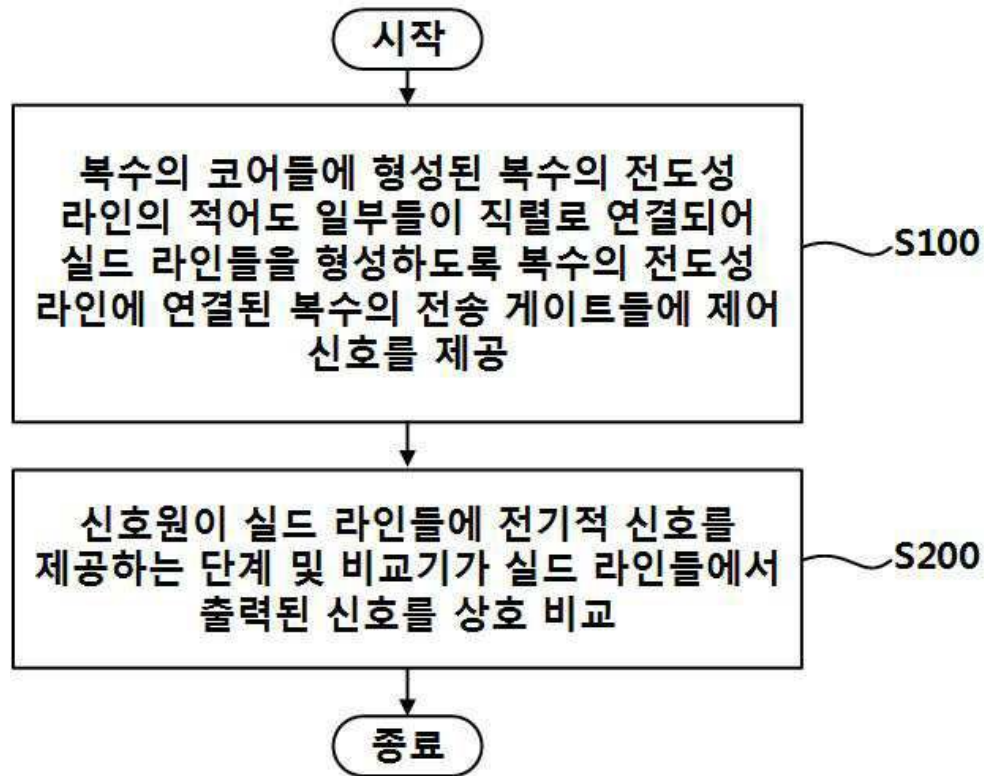 시작
복수의 코어들에 형성된 복수의 전도성
라인의 적어도 일부들이 직렬로 연결되어
실드 라인들을 형성하도록 복수의 전도성
라인에 연결된 복수의 전송 게이트들에 제어
신호를 제공
S100
신호원이 실드 라인들에 전기적 신호를
제공하는 단계 및 비교기가 실드 라인들에서
출력된 신호를 상호 비교
S200
종료